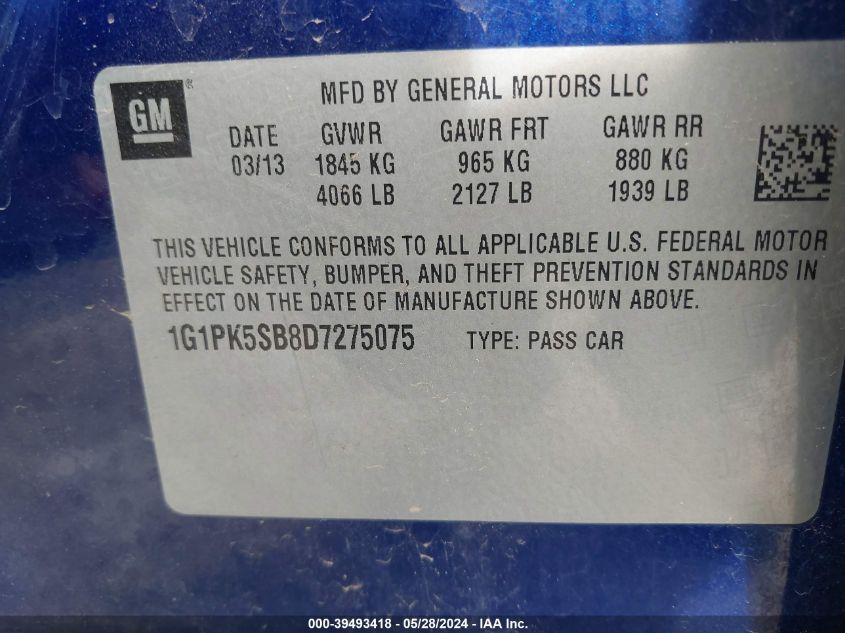 GM®
MFD BY GENERAL MOTORS LLC
DATE GVWR GAWR FRT GAWR RR
03/13 1845 KG 965 KG 880 KG
4066 LB 2127 LB 1939 LB
THIS VEHICLE CONFORMS TO ALL APPLICABLE U.S. FEDERAL MOTOR
VEHICLE SAFETY, BUMPER, AND THEFT PREVENTION STANDARDS IN
EFFECT ON THE DATE OF MANUFACTURE SHOWN ABOVE.
1G1PK5SB8D7275075 TYPE: PASS CAR
000-39493418 - 05/28/2024 - IAA Inc.